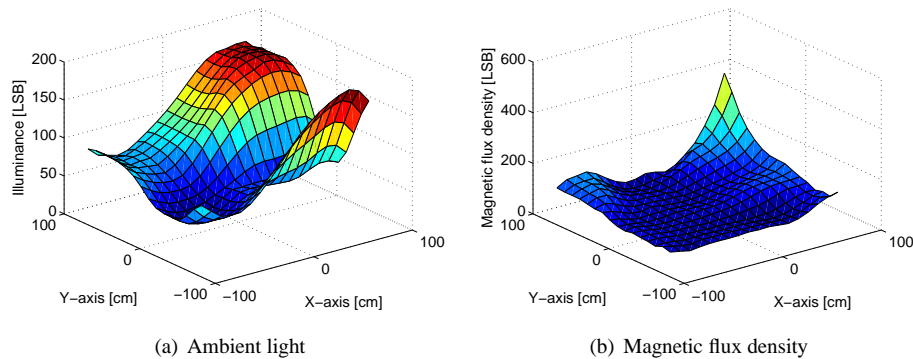 200
150
100
50
0
Illuminance [LSB]
100
0
−100
Y−axis [cm]
−100
0
100
X−axis [cm]
(a) Ambient light
600
400
200
0
Magnetic flux density [LSB]
100
0
−100
Y−axis [cm]
−100
0
100
X−axis [cm]
(b) Magnetic flux density